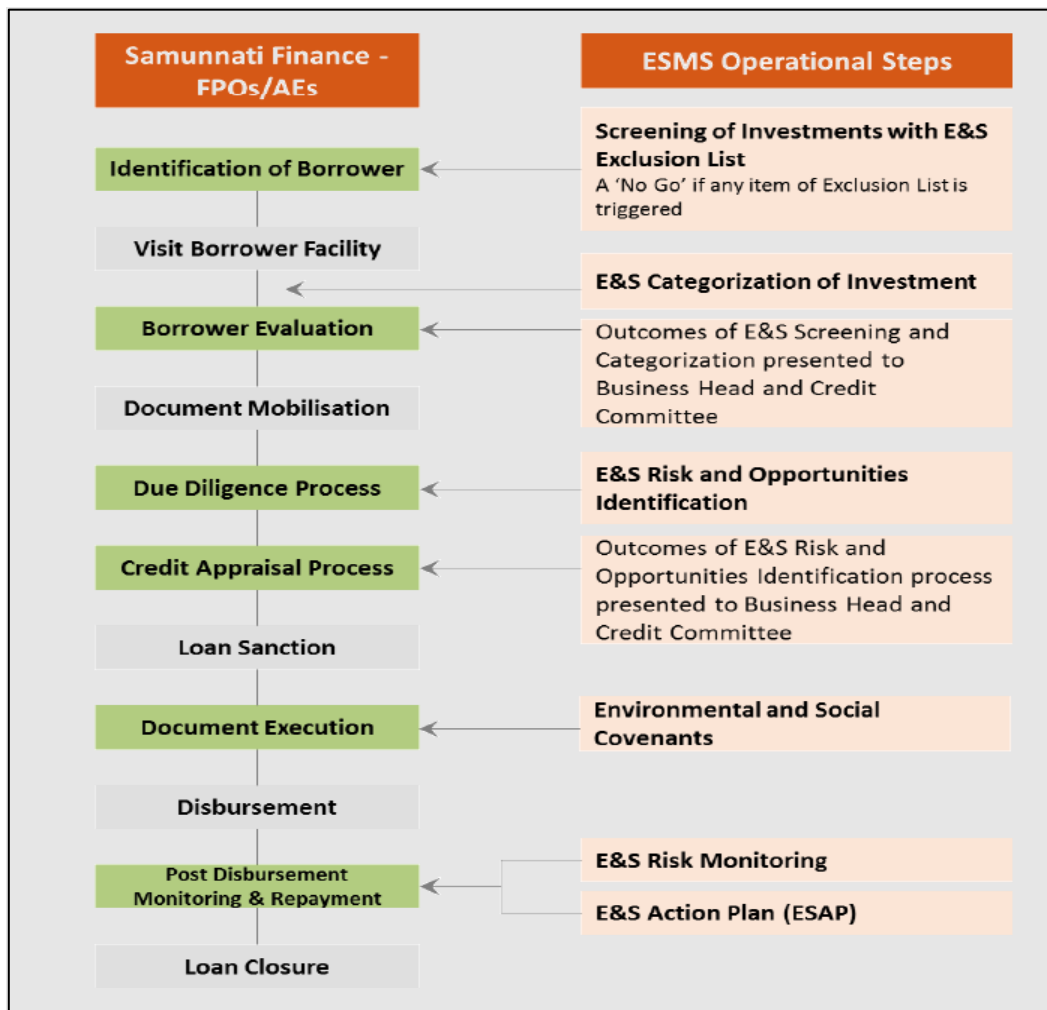 Samunnati Finance -
FPOs/AEs
ESMS Operational Steps
Identification of Borrower
Screening of Investments with E&S
Exclusion List
A ‘No Go’ if any item of Exclusion List is
triggered
Visit Borrower Facility
E&S Categorization of Investment
Borrower Evaluation
Outcomes of E&S Screening and
Categorization presented to
Business Head and Credit
Committee
Document Mobilisation
Due Diligence Process
E&S Risk and Opportunities
Identification
Credit Appraisal Process
Outcomes of E&S Risk and
Opportunities Identification process
presented to Business Head and
Credit Committee
Loan Sanction
Document Execution
Environmental and Social
Covenants
Disbursement
Post Disbursement
Monitoring & Repayment
E&S Risk Monitoring
E&S Action Plan (ESAP)
Loan Closure